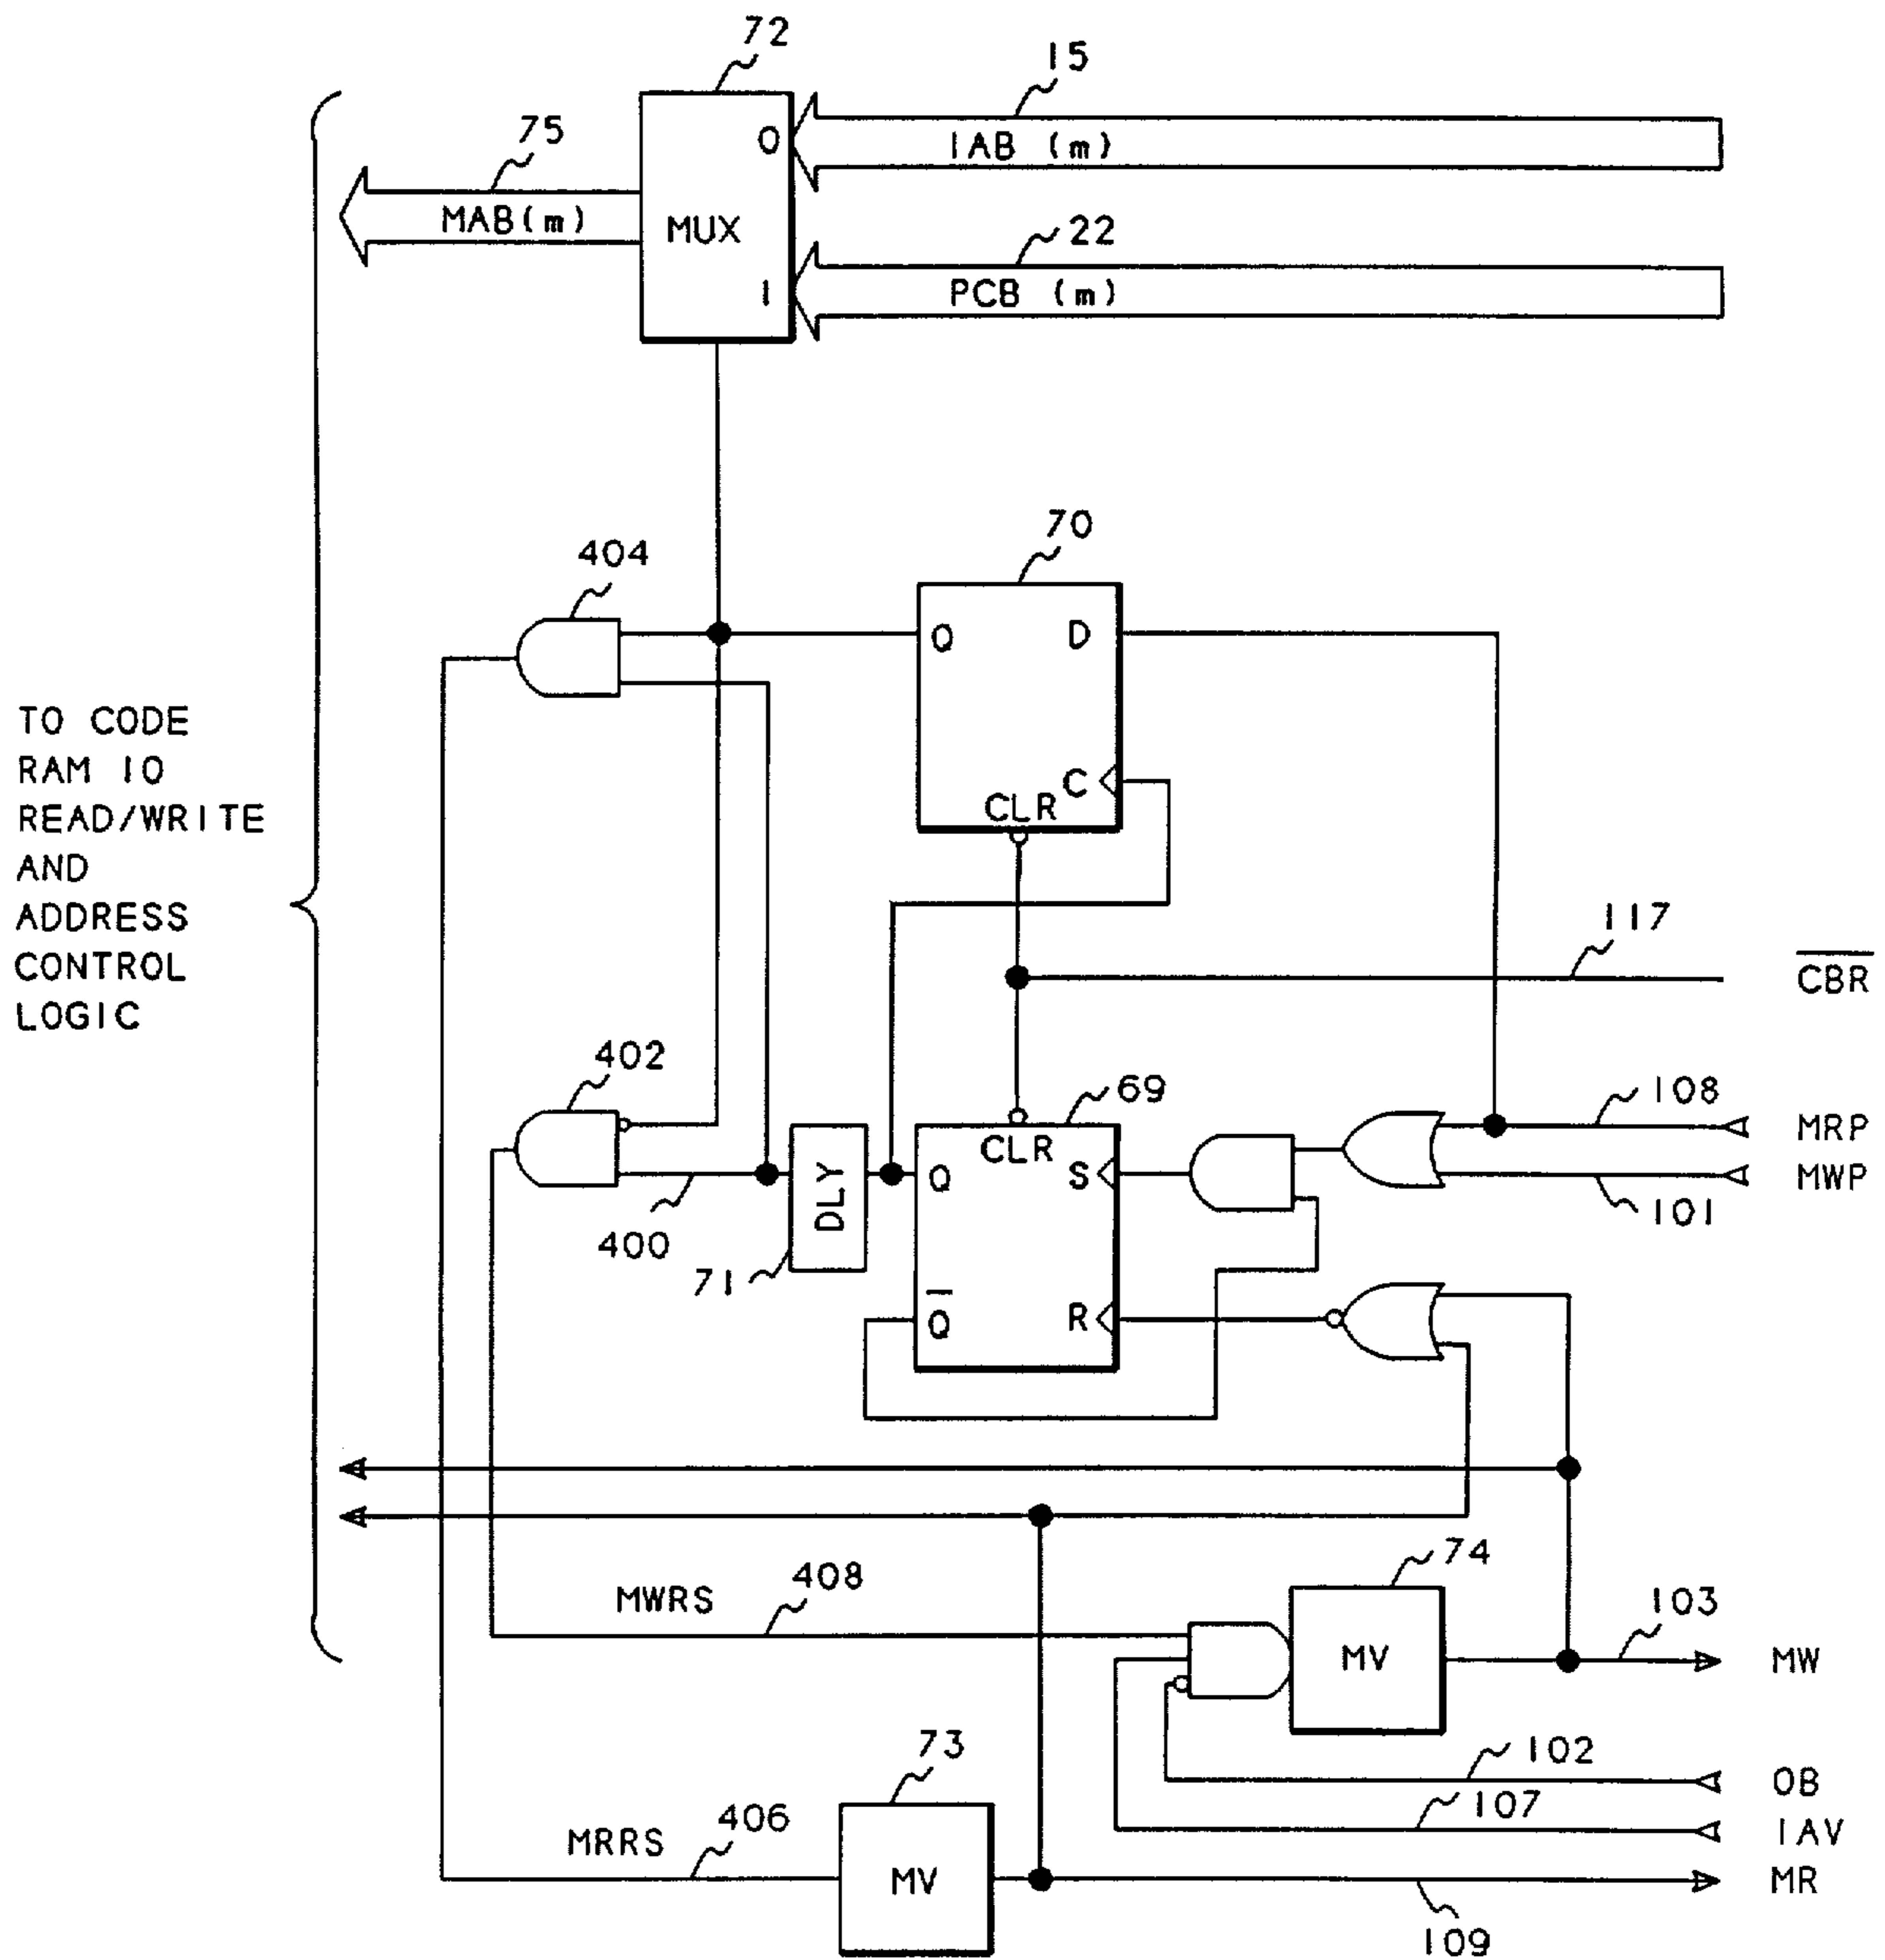 72
15
0
IAB (m)
75
MAB(m)
MUX
22
1
PCB (m)
70
404
Q
D
C
CLR
TO CODE
RAM 10
READ/WRITE
AND
ADDRESS
CONTROL
LOGIC
117
CBR
402
69
108
MRP
CLR
S
Q
DLY
MWP
400
101
71
Q
R
74
408
MWRS
103
MV
MW
73
102
OB
406
107
IAV
MRRS
MV
MR
109